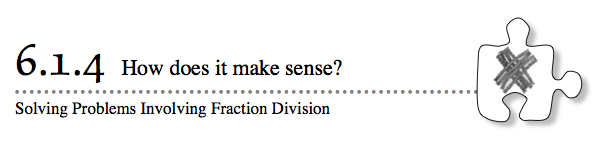 6.1.4 How does it make sense?
Solving Problems Involving Fraction Division